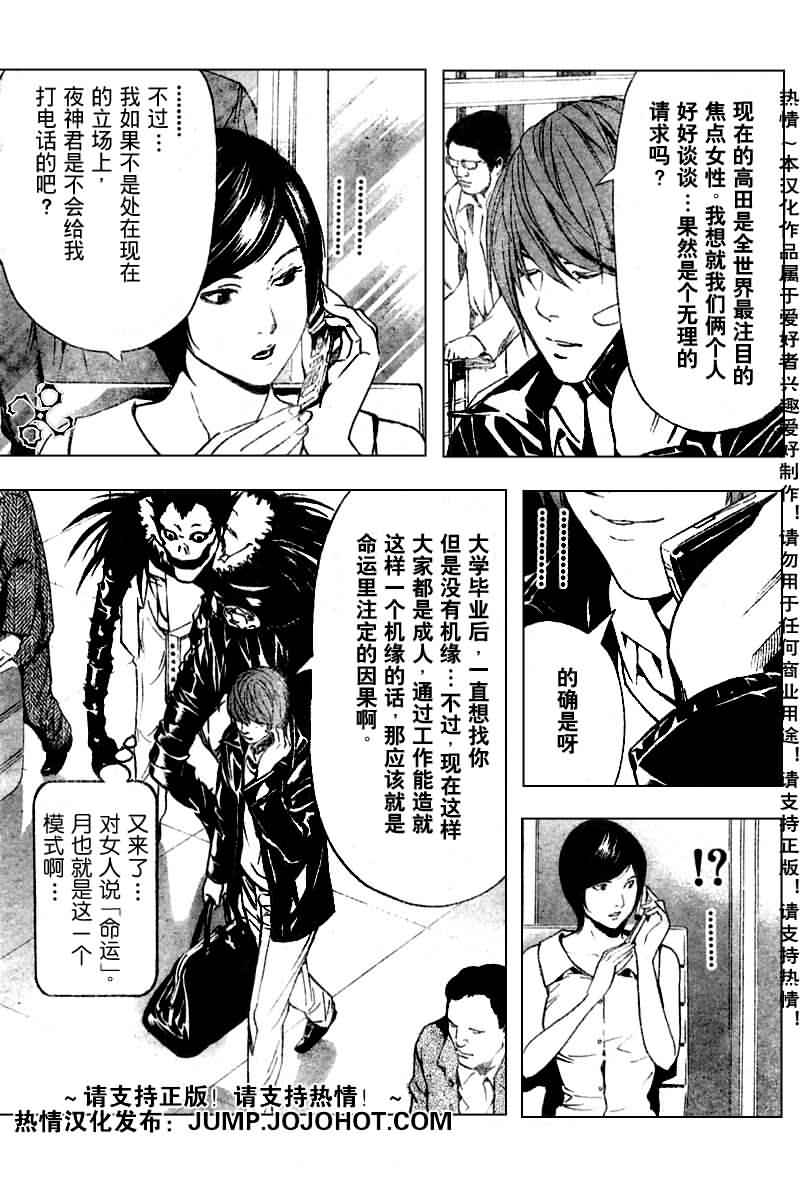 现在的高田是全世界最注目的
焦点女性。我想就我们俩个人
好好谈谈…果然是个无理的
请求吗？
………
不过…
我如果不是处在现在
的立场上，
夜神君是不会给我
打电话的吧？
………
………
的确是呀
大学毕业后，一直想找你
但是没有机缘…不过，现在这样
大家都是成人，通过工作能造就
这样一个机缘的话，那应该就是
命运里注定的因果啊。
……
又来了…
对女人说「命运」。
月也就是这一个
模式啊…
!?
………
热情～本汉化作品属于爱好者兴趣爱好制作！请勿用于任何商业用途！请支持正版！请支持热情！
～请支持正版！请支持热情！～
热情汉化发布：JUMP.JOJOHOT.COM